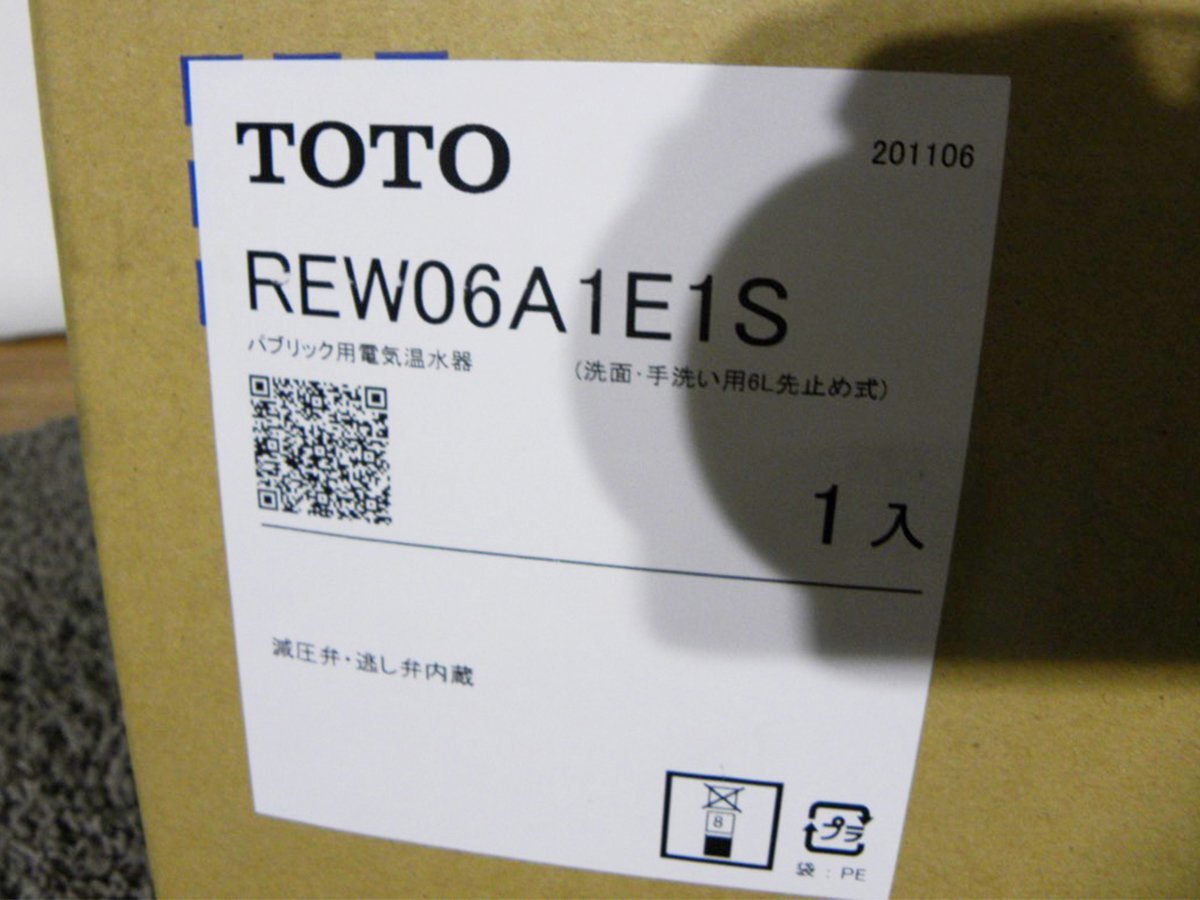 TOTO
201106
REW06A1E1S
パブリック用電気温水器
(洗面・手洗い用6L先止め式)
1入
減圧弁・逃し弁内蔵
8
プラ
袋:PE